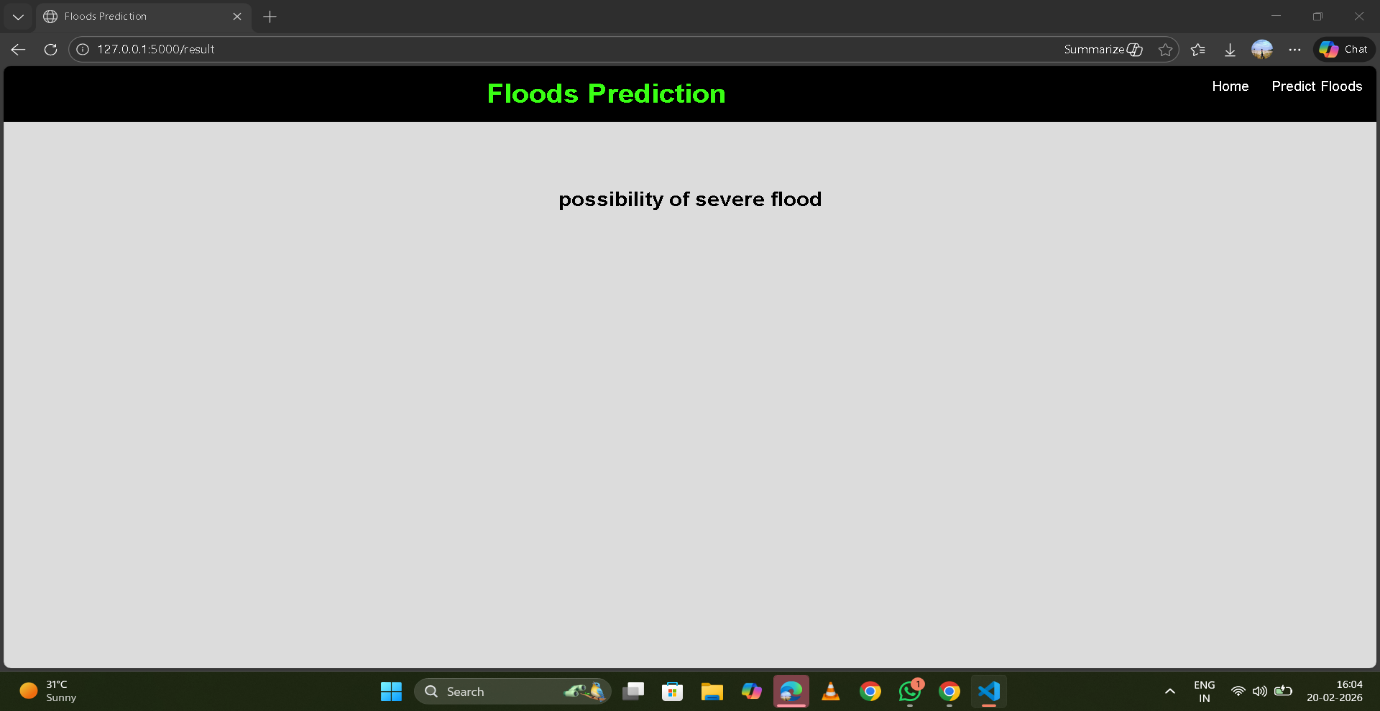 Floods Prediction
127.0.0.1:5000/result
Summarize
Chat
Floods Prediction
Home
Predict Floods
possibility of severe flood
31°C
Sunny
Search
1
ENG
IN
16:04
20-02-2026